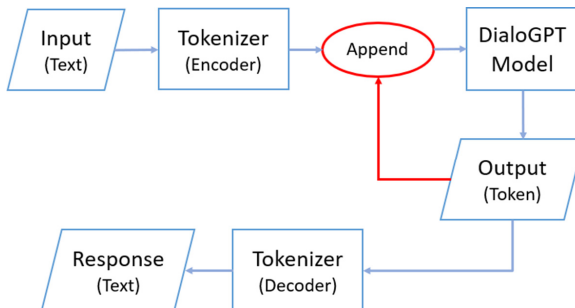 Input
(Text)
Tokenizer
(Encoder)
Append
DialoGPT
Model
Output
(Token)
Tokenizer
(Decoder)
Response
(Text)